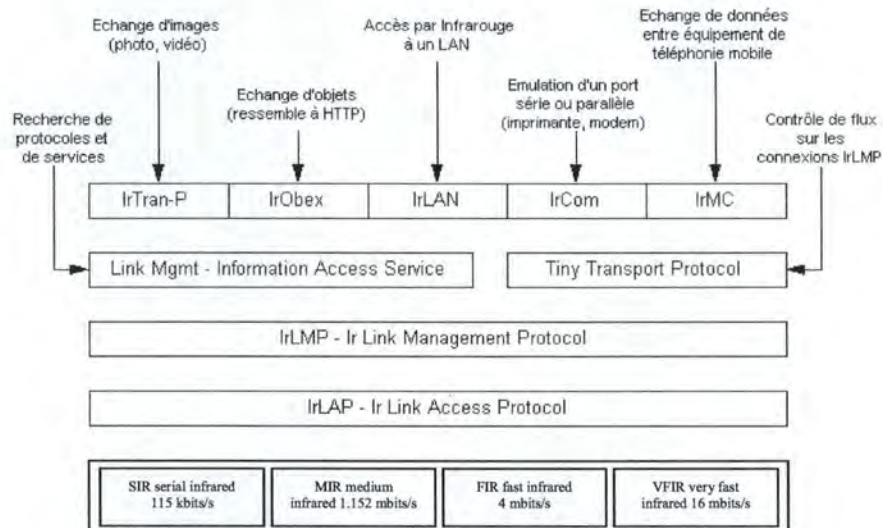 Echange d'images
(photo, vidéo)
Accès par Infrarouge
à un LAN
Echange de données
entre équipement de
téléphonie mobile
Recherche de
protocoles et
de services
Echange d'objets
(ressemble à HTTP)
Emulation d'un port
série ou parallèle
(imprimante, modem)
Contrôle de flux
sur les
connexions IrLMP
IrTran-P
IrObex
IrLAN
IrCom
IrMC
Link Mgmt - Information Access Service
Tiny Transport Protocol
IrLMP - Ir Link Management Protocol
IrLAP - Ir Link Access Protocol
SIR serial infrared
115 kbits/s
MIR medium
infrared 1.152 mbits/s
FIR fast infrared
4 mbits/s
VFIR very fast
infrared 16 mbits/s